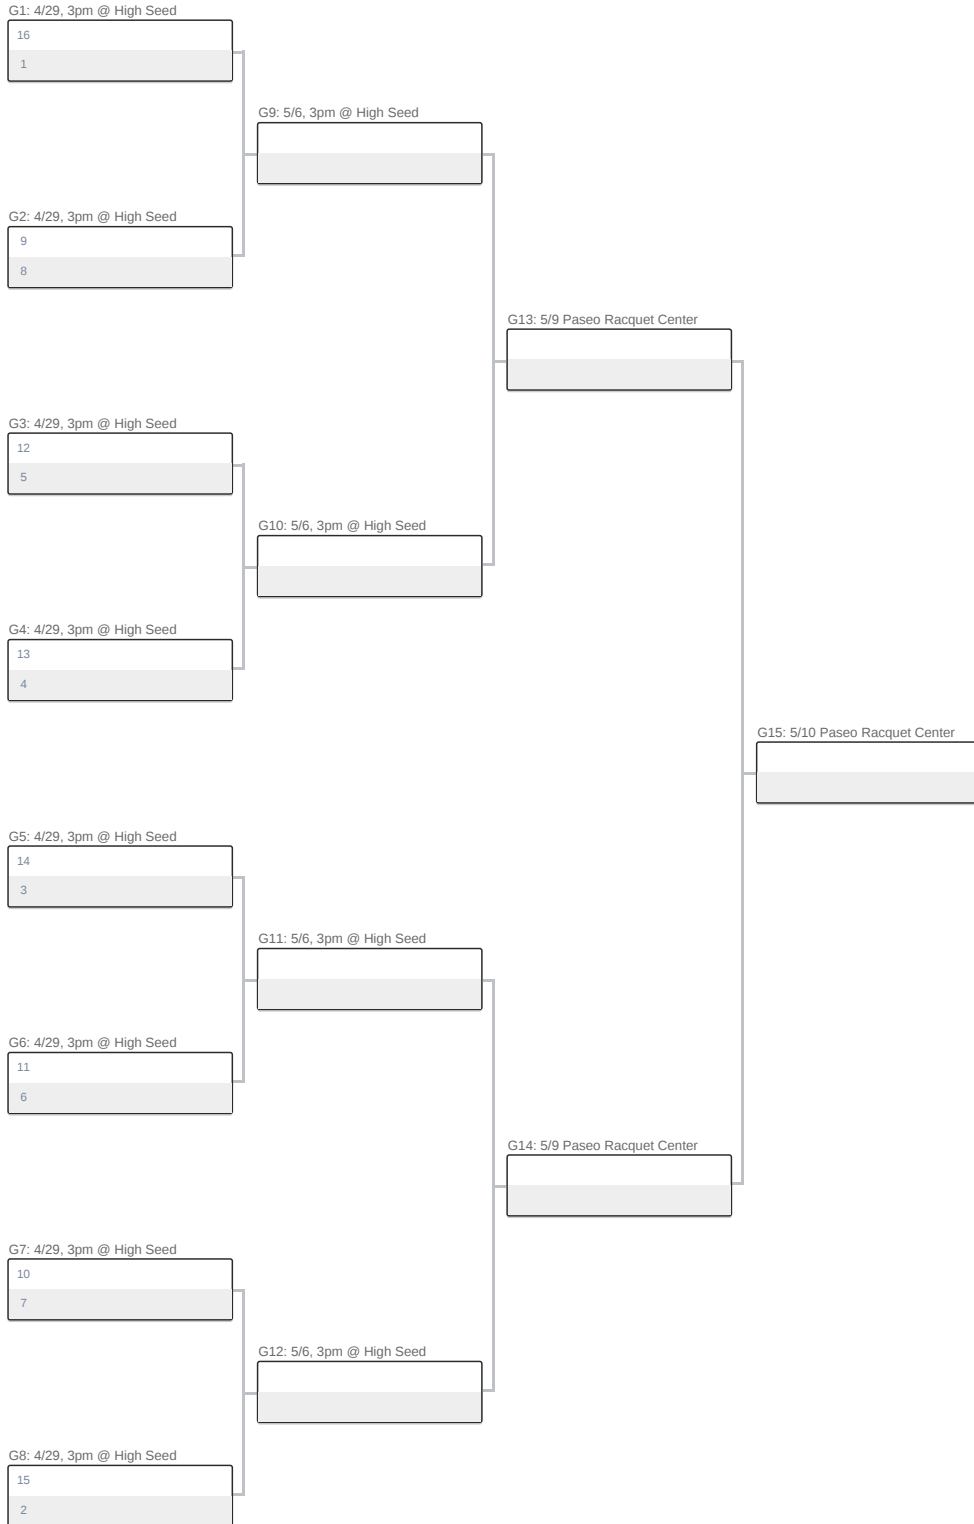 G1: 4/29, 3pm @ High Seed
16
1
G9: 5/6, 3pm @ High Seed
G2: 4/29, 3pm @ High Seed
9
8
G13: 5/9 Paseo Racquet Center
G3: 4/29, 3pm @ High Seed
12
5
G10: 5/6, 3pm @ High Seed
G4: 4/29, 3pm @ High Seed
13
4
G15: 5/10 Paseo Racquet Center
G5: 4/29, 3pm @ High Seed
14
3
G11: 5/6, 3pm @ High Seed
G6: 4/29, 3pm @ High Seed
11
6
G14: 5/9 Paseo Racquet Center
G7: 4/29, 3pm @ High Seed
10
7
G12: 5/6, 3pm @ High Seed
G8: 4/29, 3pm @ High Seed
15
2